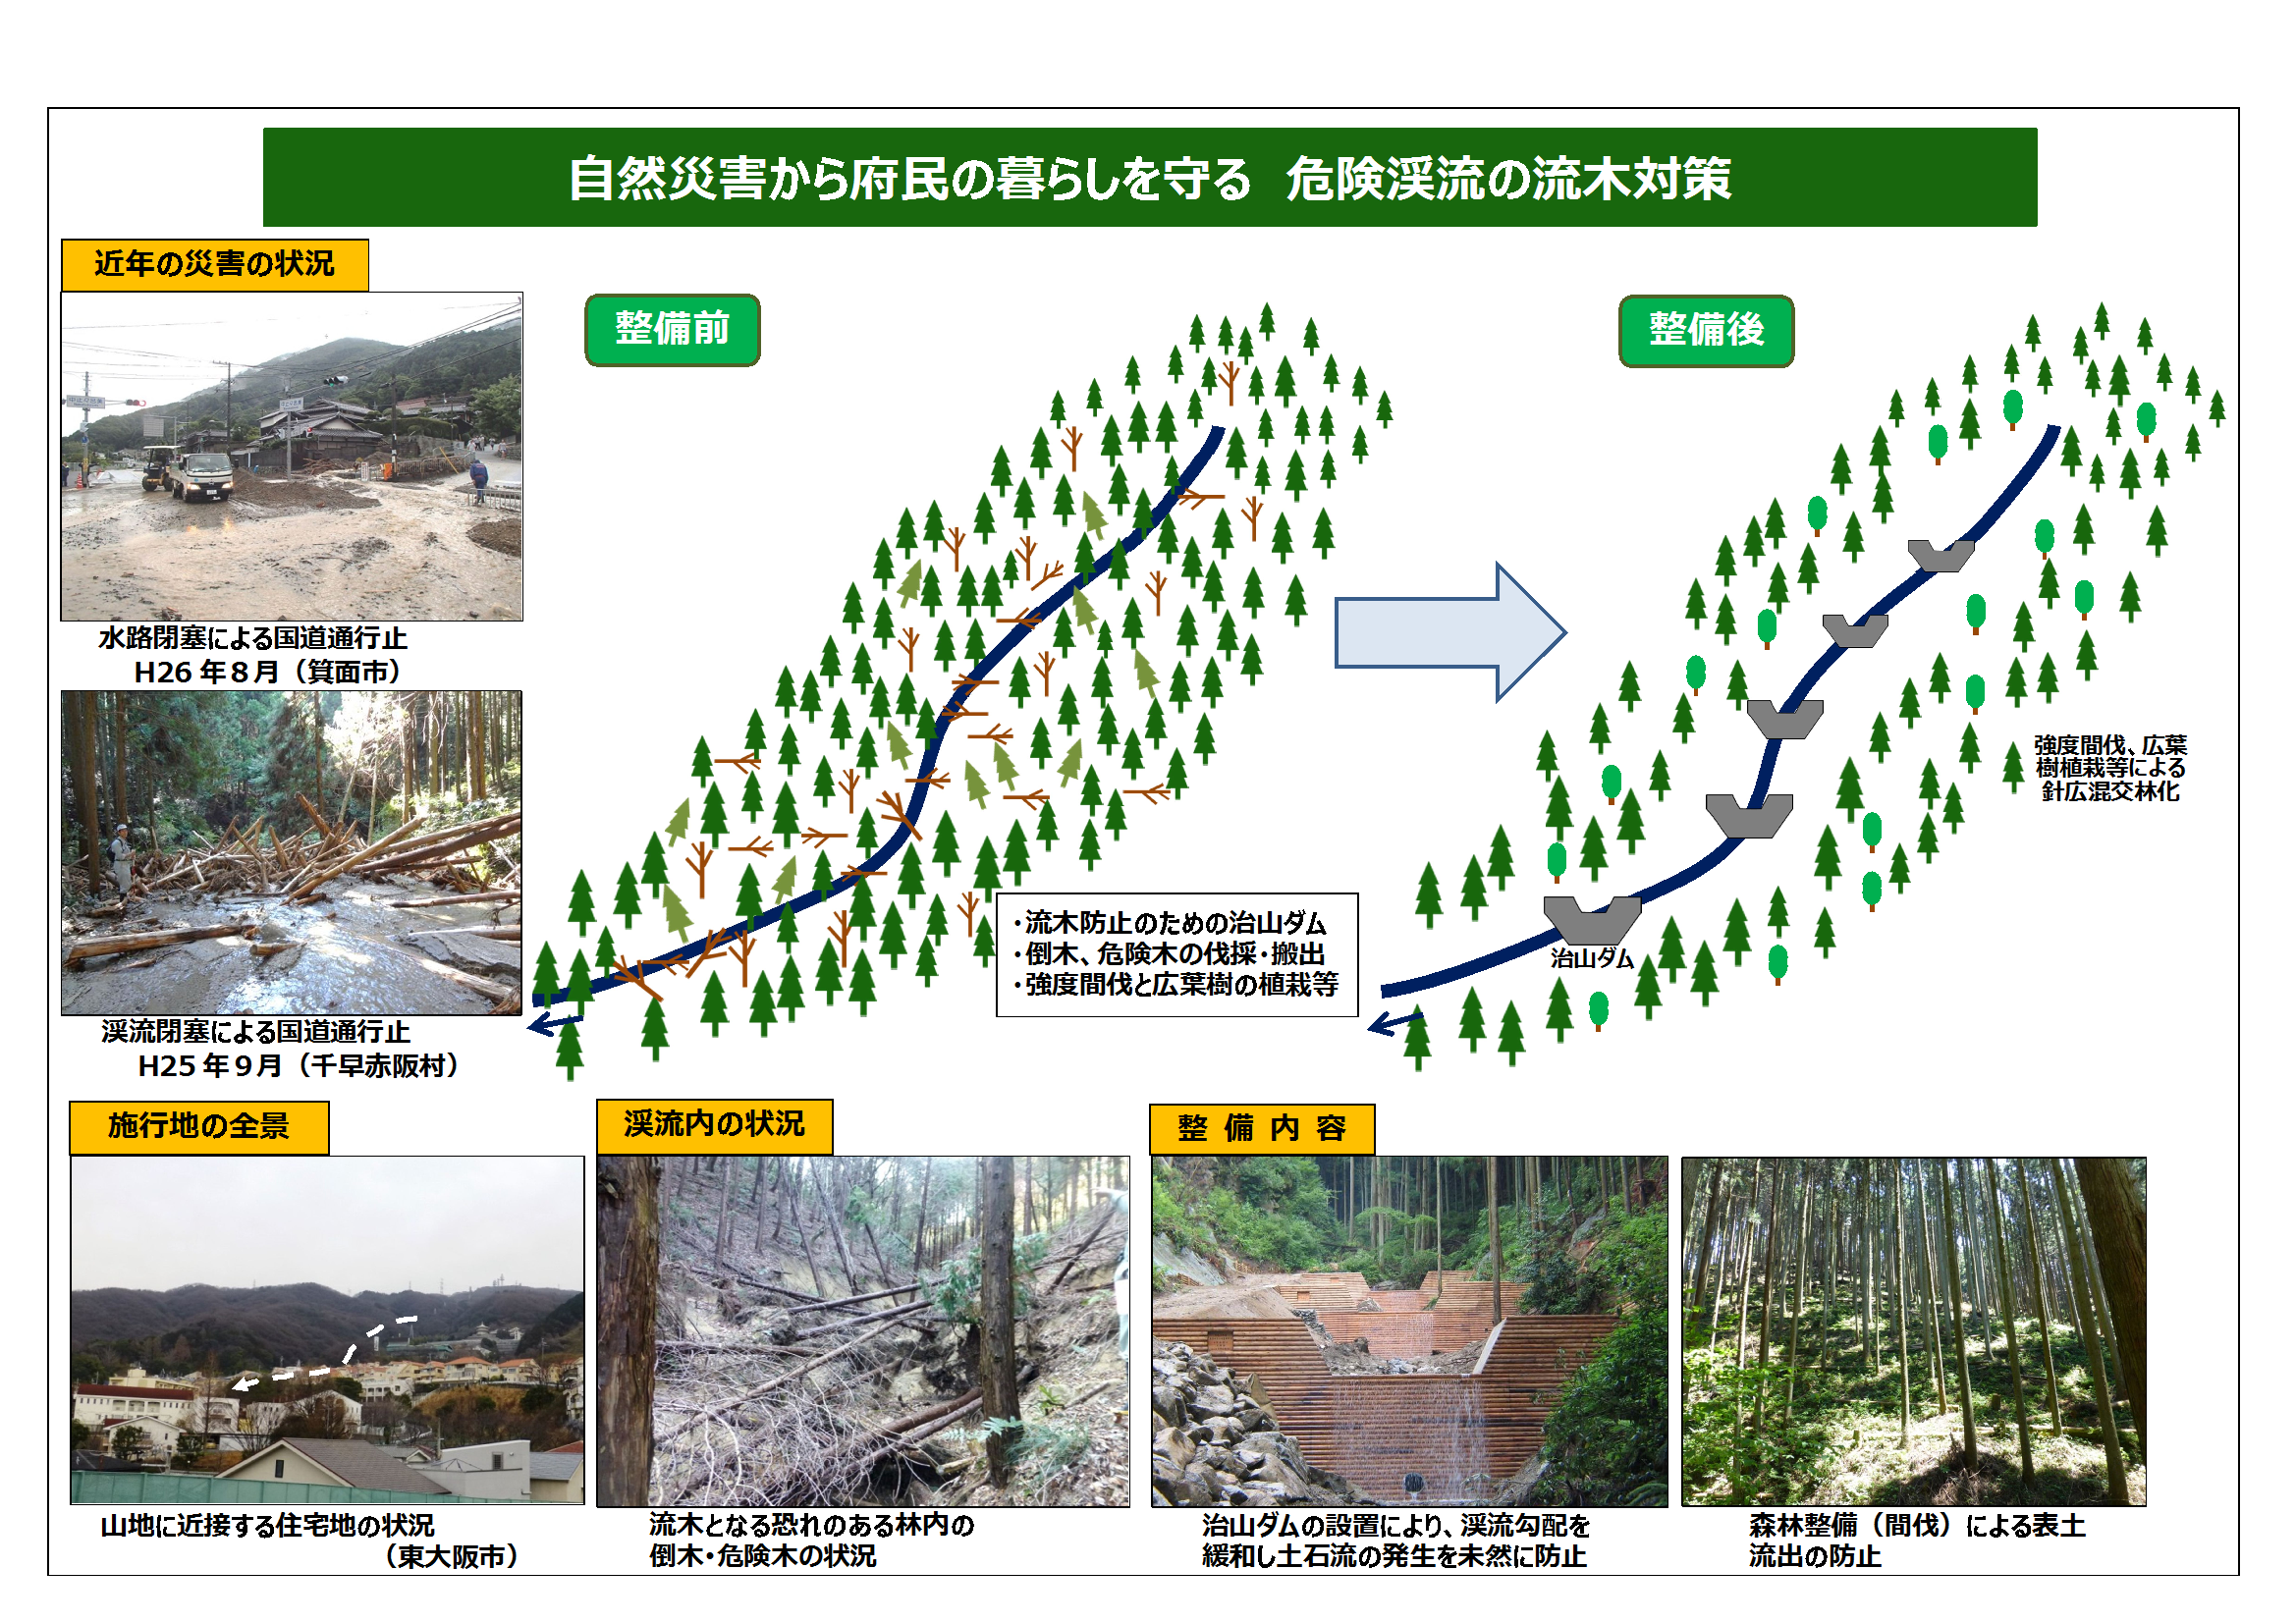 自然災害から府民の暮らしを守る　危険渓流の流木対策
近年の災害の状況
水路閉塞による国道通行止
H26年8月（箕面市）
渓流閉塞による国道通行止
H25年9月（千早赤阪村）
整備前
整備後
・流木防止のための治山ダム
・倒木、危険木の伐採・搬出
・強度間伐と広葉樹の植栽等
治山ダム
強度間伐、広葉
樹植栽等による
針広混交林化
施行地の全景
山地に近接する住宅地の状況
（東大阪市）
渓流内の状況
流木となる恐れのある林内の
倒木・危険木の状況
整備内容
治山ダムの設置により、渓流勾配を
緩和し土石流の発生を未然に防止
森林整備（間伐）による表土
流出の防止